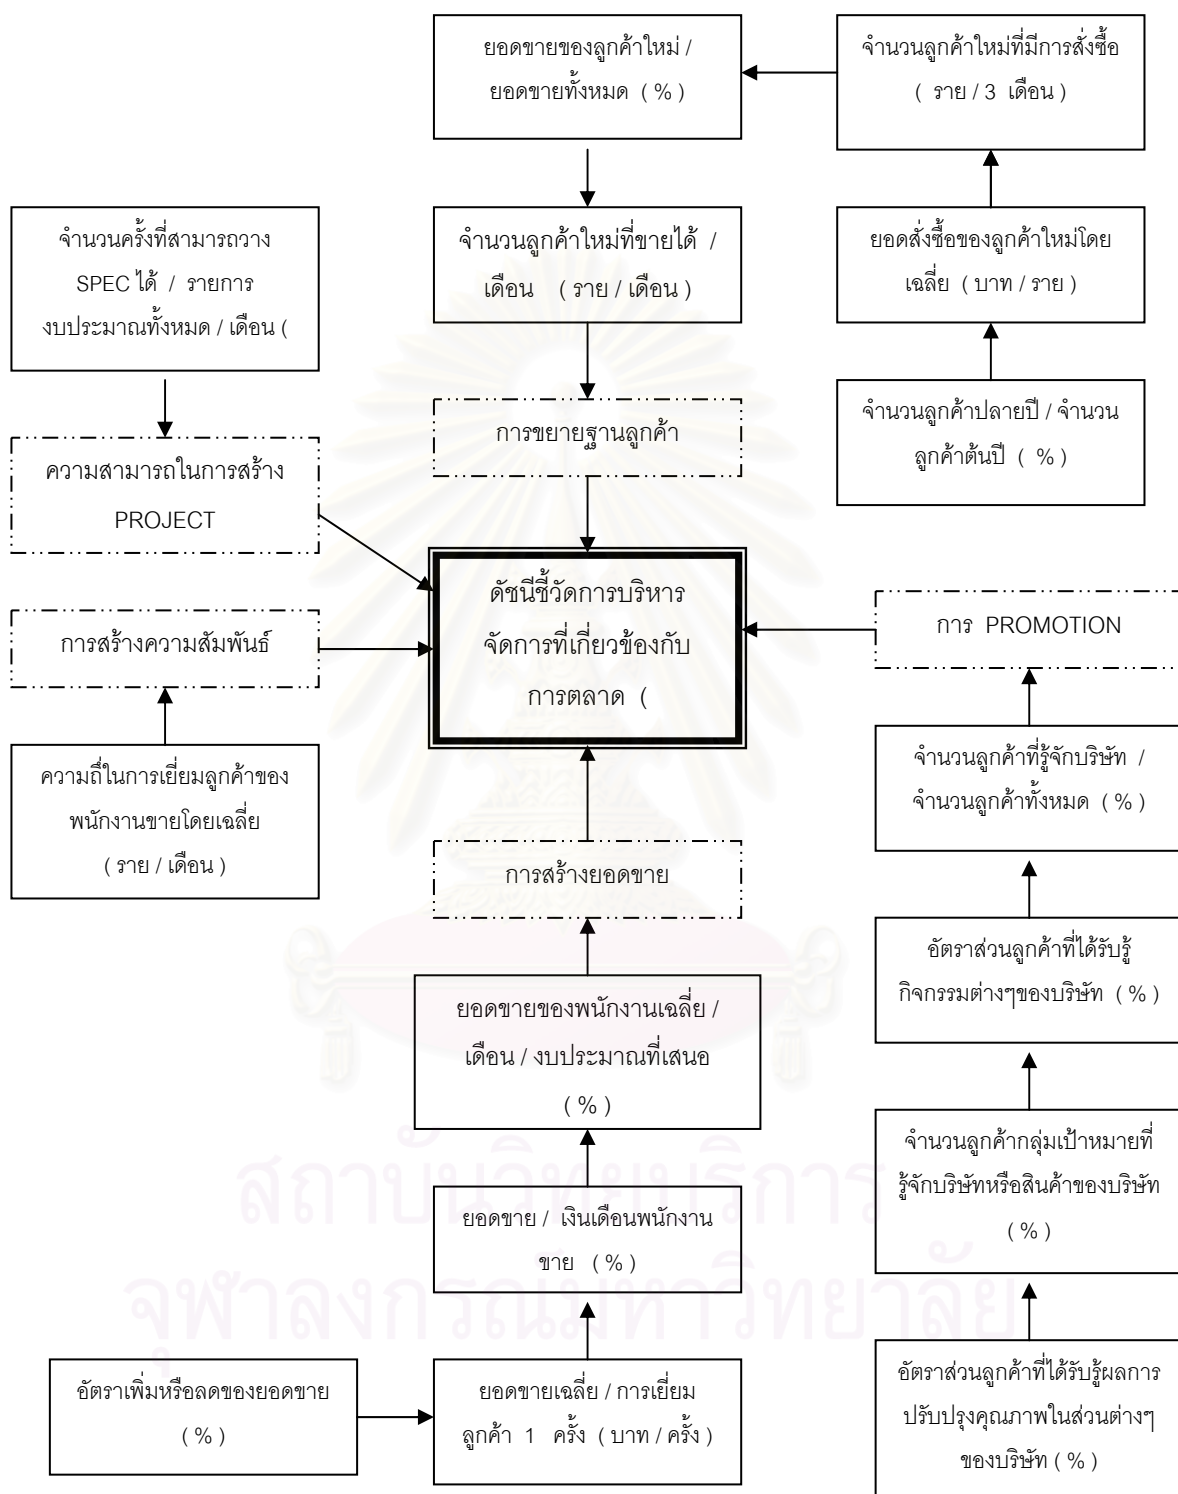 ยอดขายของลูกค้าใหม่ /
ยอดขายทั้งหมด ( % )
จำนวนลูกค้าใหม่ที่มีการสั่งซื้อ
( ราย / 3 เดือน )
จำนวนครั้งที่สามารถวาง
SPEC ได้ / รายการ
งบประมาณทั้งหมด / เดือน (
จำนวนลูกค้าใหม่ที่ขายได้ /
เดือน ( ราย / เดือน )
ยอดสั่งซื้อของลูกค้าใหม่โดย
เฉลี่ย ( บาท / ราย )
จำนวนลูกค้าปลายปี / จำนวน
ลูกค้าต้นปี ( % )
การขยายฐานลูกค้า
ความสามารถในการสร้าง
PROJECT
ดัชนีชี้วัดการบริหาร
จัดการที่เกี่ยวข้องกับ
การตลาด (
การสร้างความสัมพันธ์
การ PROMOTION
ความถี่ในการเยี่ยมลูกค้าของ
พนักงานขายโดยเฉลี่ย
( ราย / เดือน )
จำนวนลูกค้าที่รู้จักบริษัท /
จำนวนลูกค้าทั้งหมด ( % )
การสร้างยอดขาย
อัตราส่วนลูกค้าที่ได้รับรู้
กิจกรรมต่างๆของบริษัท ( % )
ยอดขายของพนักงานเฉลี่ย /
เดือน / งบประมาณที่เสนอ
( % )
จำนวนลูกค้ากลุ่มเป้าหมายที่
รู้จักบริษัทหรือสินค้าของบริษัท
( % )
ยอดขาย / เงินเดือนพนักงาน
ขาย ( % )
อัตราเพิ่มหรือลดของยอดขาย
( % )
ยอดขายเฉลี่ย / การเยี่ยม
ลูกค้า 1 ครั้ง ( บาท / ครั้ง )
อัตราส่วนลูกค้าที่ได้รับรู้ผลการ
ปรับปรุงคุณภาพในส่วนต่างๆ
ของบริษัท ( % )
สถาบันวิทยบริการ
จุฬาลงกรณ์มหาวิทยาลัย